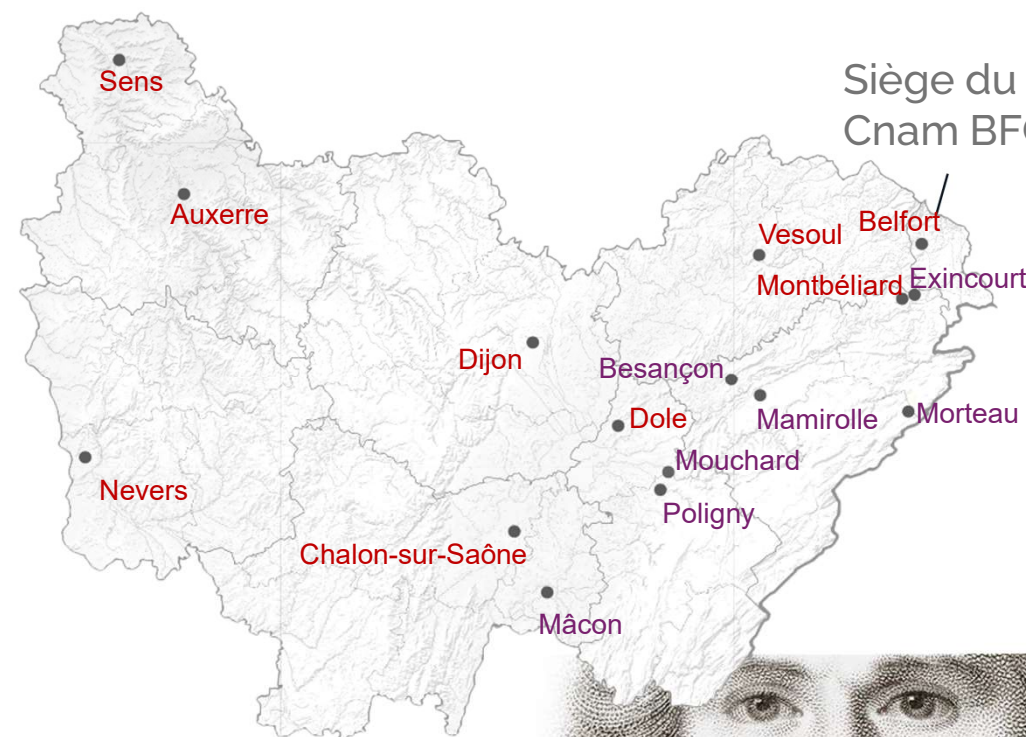 Sens
Siège du
Cnam BFC
Auxerre
Belfort
Vesoul
Exincourt
Montbéliard
Dijon
Besançon
Dole
Mamirolle
Morteau
Mouchard
Nevers
Poligny
Chalon-sur-Saône
Mâcon